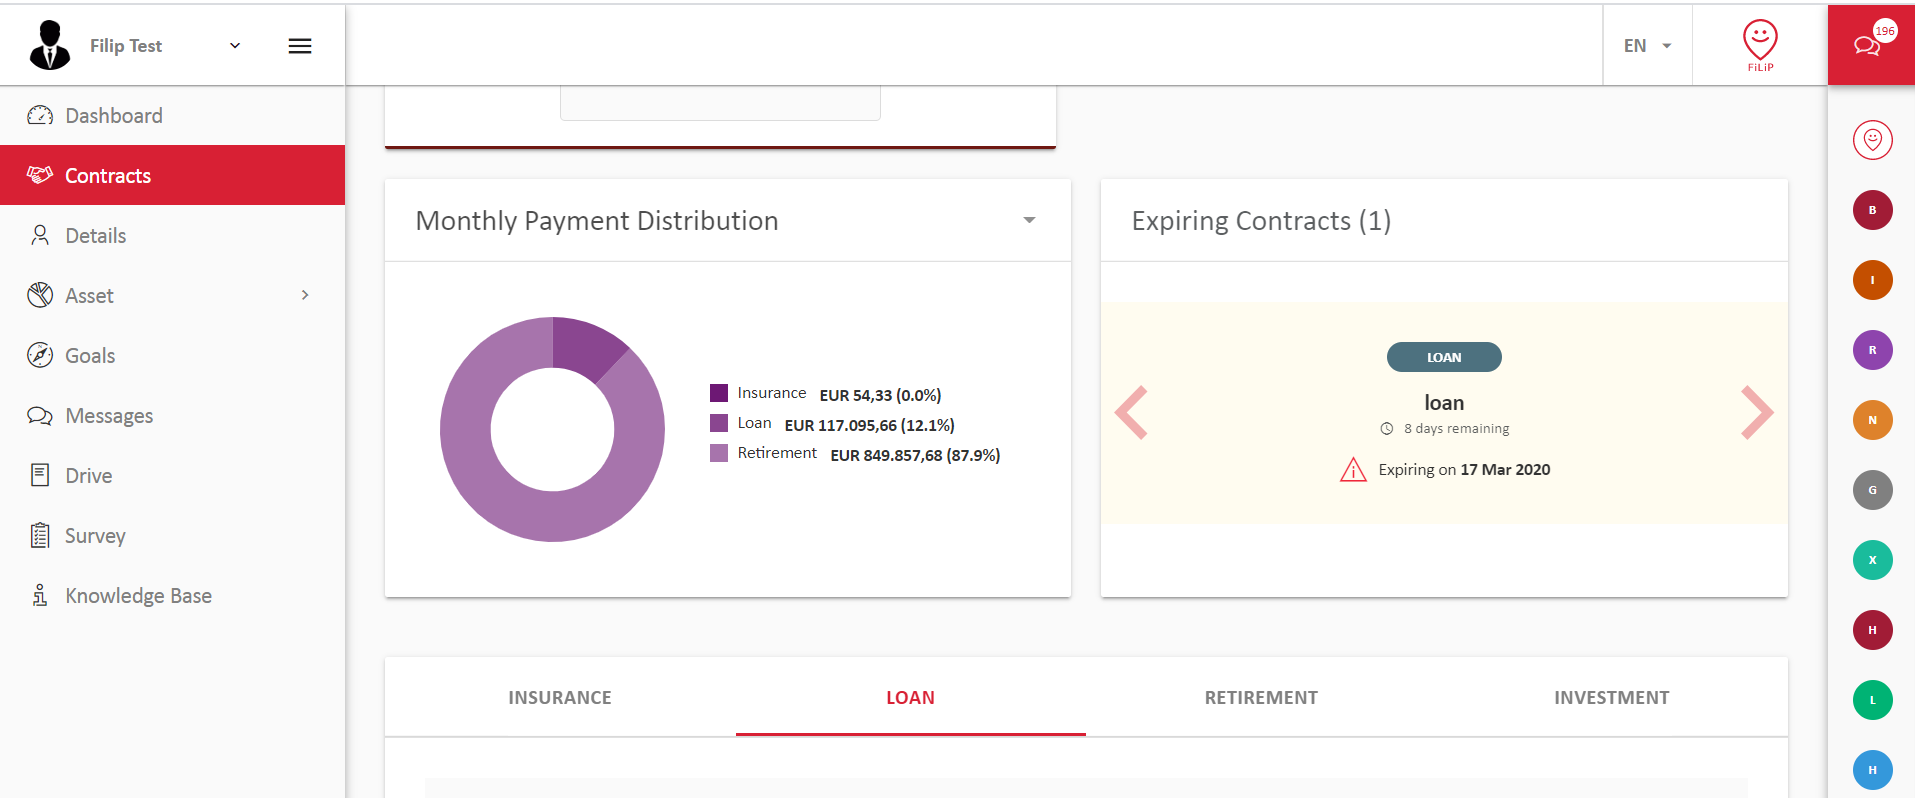 Filip Test
EN
FiLiP
196
Dashboard
Contracts
Details
Asset
Goals
Messages
Drive
Survey
Knowledge Base
Monthly Payment Distribution
Insurance EUR 54,33 (0.0%)
Loan EUR 117.095,66 (12.1%)
Retirement EUR 849.857,68 (87.9%)
Expiring Contracts (1)
LOAN
loan
8 days remaining
Expiring on 17 Mar 2020
INSURANCE LOAN RETIREMENT INVESTMENT
B
I
R
N
G
X
H
L
H